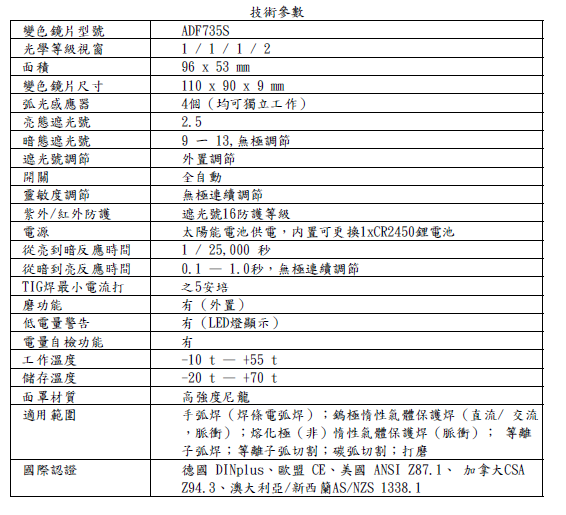 技術參數
變色鏡片型號 ADF735S
光學等級視窗 1 / 1 / 1 / 2
面積 96 x 53 mm
變色鏡片尺寸 110 x 90 x 9 mm
弧光感應器 4個（均可獨立工作）
亮態遮光號 2.5
暗態遮光號 9 一 13,無極調節
遮光號調節 外置調節
開關 全自動
靈敏度調節 無極連續調節
紫外/紅外防護 遮光號16防護等級
電源 太陽能電池供電，內置可更換1xCR2450鋰電池
從亮到暗反應時間 1 / 25,000 秒
從暗到亮反應時間 0.1 — 1.0秒，無極連續調節
TIG焊最小電流打 之5安培
磨功能 有（外置）
低電量警告 有（LED燈顯示）
電量自檢功能 有
工作溫度 -10 t — +55 t
儲存溫度 -20 t — +70 t
面罩材質 高強度尼龍
適用範圍 手弧焊（焊條電弧焊）；鎢極惰性氣體保護焊（直流/ 交流
，脈衝）；熔化極（非）惰性氣體保護焊（脈衝）； 等離
子弧焊；等離子弧切割；碳弧切割；打磨
國際認證 德國 DINplus、歐盟 CE、美國 ANSI Z87.1、 加拿大CSA
Z94.3、澳大利亞/新西蘭AS/NZS 1338.1